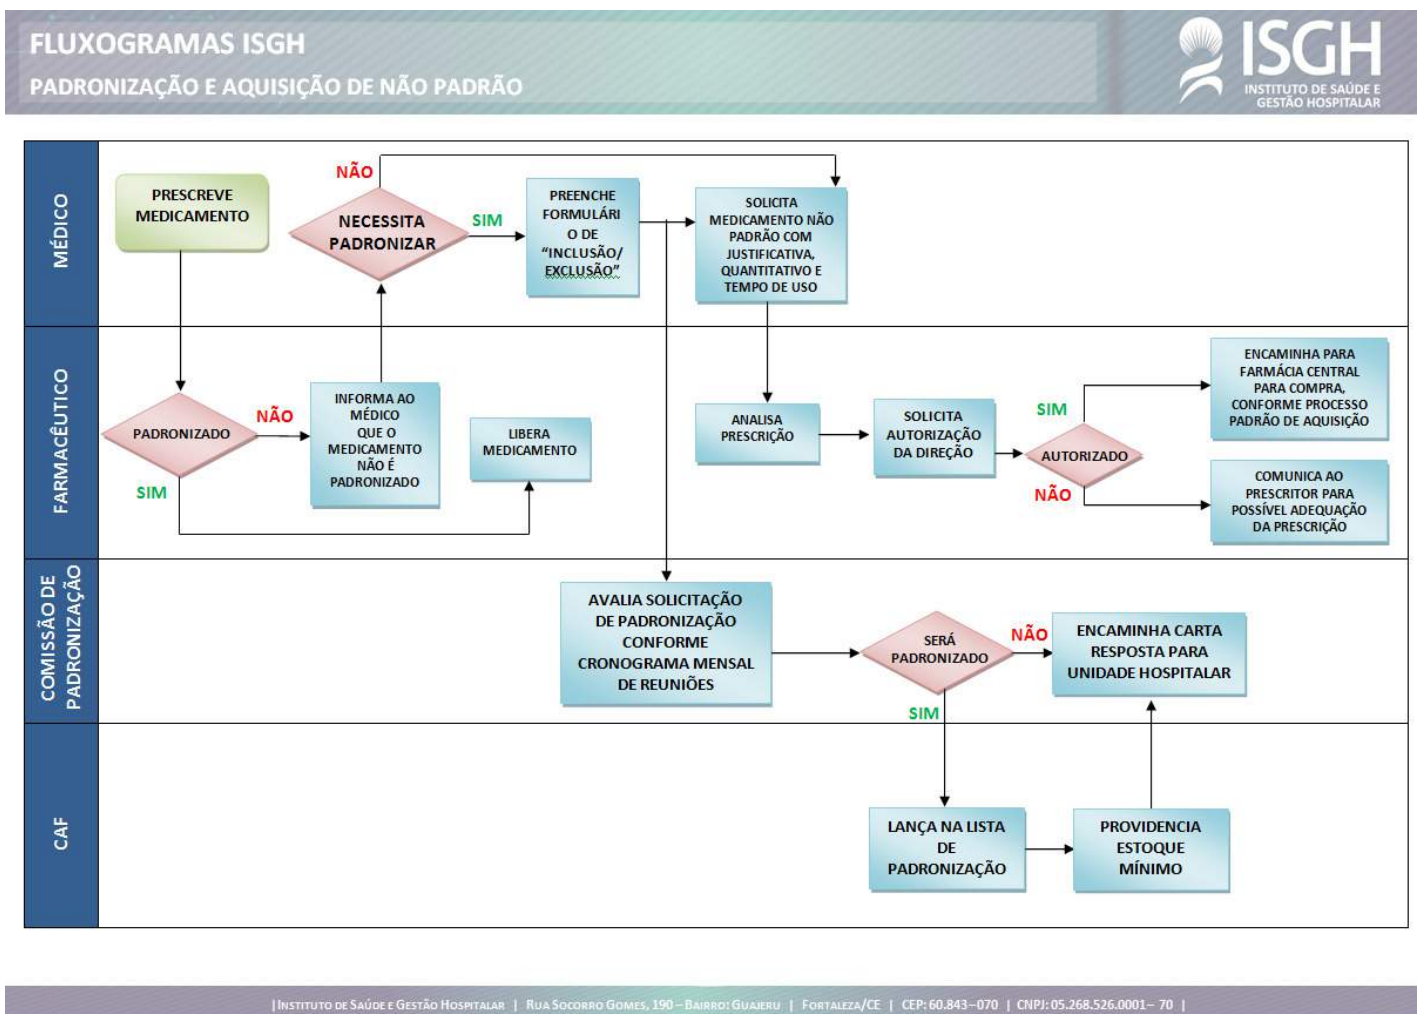 FLUXOGRAMAS ISGH
PADRONIZAÇÃO E AQUISIÇÃO DE NÃO PADRÃO
ISGH
INSTITUTO DE SAÚDE E
GESTÃO HOSPITALAR
MÉDICO
PRESCREVE
MEDICAMENTO
NÃO
NECESSITA
PADRONIZAR
SIM
PREENCHE
FORMULÁRI
O DE
“INCLUSÃO/
EXCLUSÃO”
SOLICITA
MEDICAMENTO NÃO
PADRÃO COM
JUSTIFICATIVA,
QUANTITATIVO E
TEMPO DE USO
FARMACÊUTICO
PADRONIZADO
NÃO
SIM
INFORMA AO
MÉDICO
QUE O
MEDICAMENTO
NÃO É
PADRONIZADO
LIBERA
MEDICAMENTO
ANALISA
PRESCRIÇÃO
SOLICITA
AUTORIZAÇÃO
DA DIREÇÃO
AUTORIZADO
SIM
NÃO
ENCAMINHA PARA
FARMÁCIA CENTRAL
PARA COMPRA,
CONFORME PROCESSO
PADRÃO DE AQUISIÇÃO
COMUNICA AO
PRESCRITOR PARA
POSSÍVEL ADEQUAÇÃO
DA PRESCRIÇÃO
COMISSÃO DE
PADRONIZAÇÃO
AVALIA SOLICITAÇÃO
DE PADRONIZAÇÃO
CONFORME
CRONOGRAMA MENSAL
DE REUNIÕES
SERÁ
PADRONIZADO
NÃO
SIM
ENCAMINHA CARTA
RESPOSTA PARA
UNIDADE HOSPITALAR
CAF
LANÇA NA LISTA
DE
PADRONIZAÇÃO
PROVIDENCIA
ESTOQUE
MÍNIMO
| INSTITUTO DE SAÚDE E GESTÃO HOSPITALAR | RUA SOCORRO GOMES, 190 – BAIRRO: GUAJERU | FORTALEZA/CE | CEP: 60.843–070 | CNPJ: 05.268.526.0001– 70 |